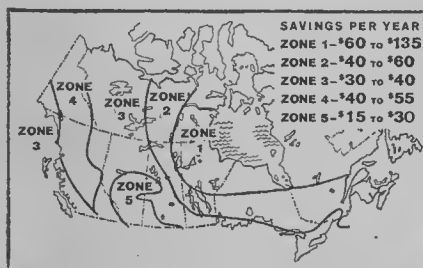 SAVINGS PER YEAR
ZONE 1-$60 TO $135
ZONE 2-$40 TO $60
ZONE 3-$30 TO $40
ZONE 4-$40 TO $55
ZONE 5-$15 TO $30
ZONE
4
ZONE
3
ZONE
2
ZONE
3
ZONE
1
ZONE
5